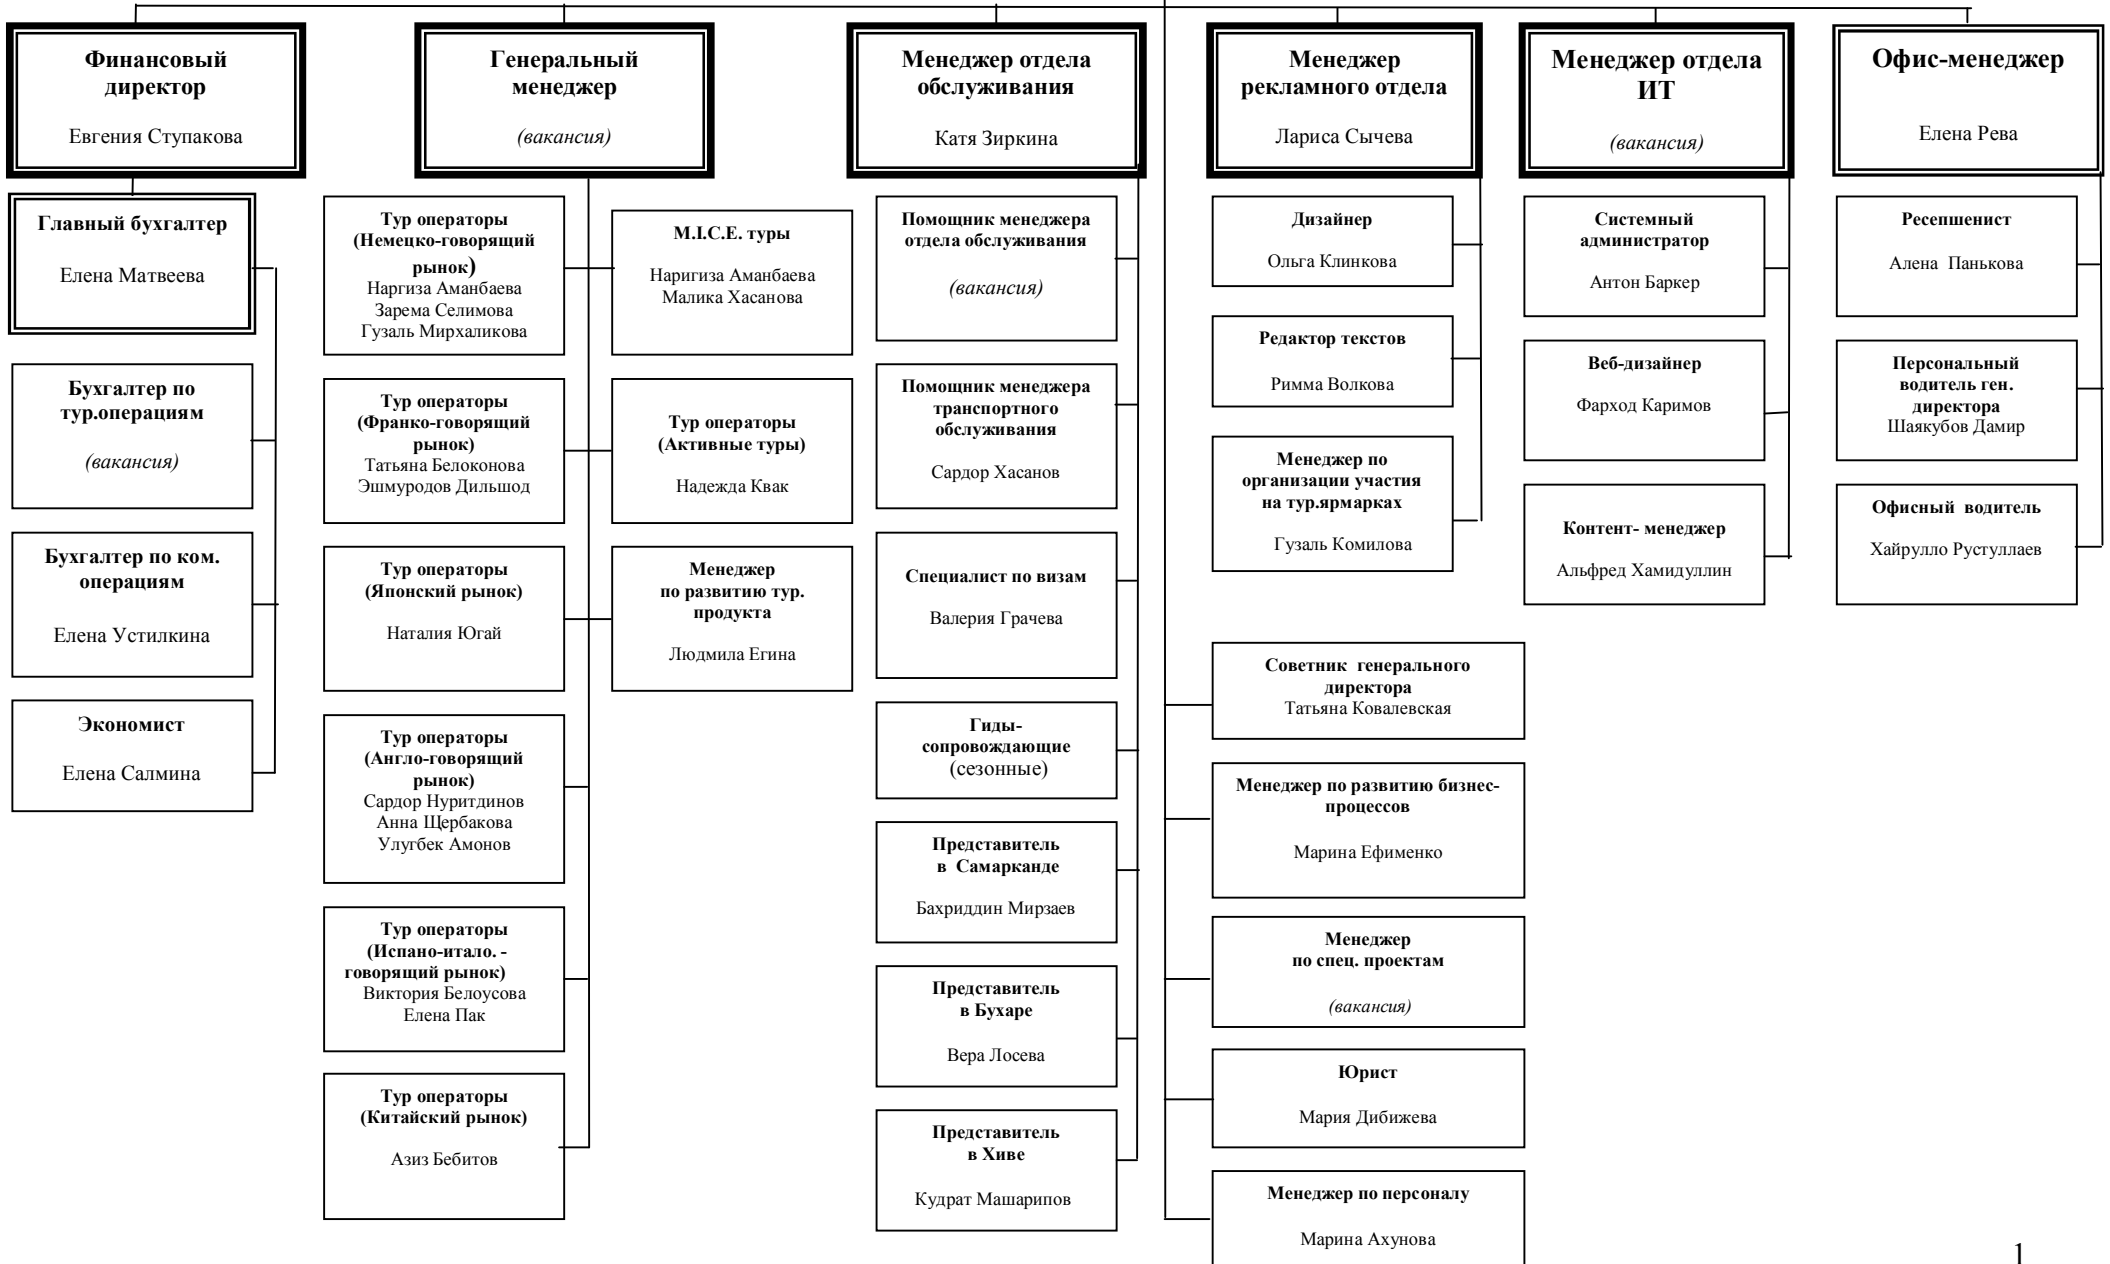 Финансовый
директор
Евгения Ступакова
Генеральный
менеджер
(вакансия)
Менеджер отдела
обслуживания
Катя Зиркина
Менеджер
рекламного отдела
Лариса Сычева
Менеджер отдела
ИТ
(вакансия)
Офис-менеджер
Елена Рева
Главный бухгалтер
Елена Матвеева
Бухгалтер по
тур.операциям
(вакансия)
Бухгалтер по ком.
операциям
Елена Устилкина
Экономист
Елена Салмина
Тур операторы
(Немецко-говорящий
рынок)
Наргиза Аманбаева
Зарема Селимова
Гузаль Мирхаликова
Тур операторы
(Франко-говорящий
рынок)
Татьяна Белоконова
Эшмуродов Дильшод
Тур операторы
(Японский рынок)
Наталия Югай
Тур операторы
(Англо-говорящий
рынок)
Сардор Нуритдинов
Анна Щербакова
Улугбек Амонов
Тур операторы
(Испано-итало. -
говорящий рынок)
Виктория Белоусова
Елена Пак
Тур операторы
(Китайский рынок)
Азиз Бебитов
M.I.C.E. туры
Наригиза Аманбаева
Малика Хасанова
Тур операторы
(Активные туры)
Надежда Квак
Менеджер
по развитию тур.
продукта
Людмила Егина
Помощник менеджера
отдела обслуживания
(вакансия)
Помощник менеджера
транспортного
обслуживания
Сардор Хасанов
Специалист по визам
Валерия Грачева
Гиды-
сопровождающие
(сезонные)
Представитель
в Самарканде
Бахриддин Мирзаев
Представитель
в Бухаре
Вера Лосева
Представитель
в Хиве
Кудрат Машарипов
Дизайнер
Ольга Клинкова
Редактор текстов
Римма Волкова
Менеджер по
организации участия
на тур.ярмарках
Гузаль Комилова
Системный
администратор
Антон Баркер
Веб-дизайнер
Фарход Каримов
Контент- менеджер
Альфред Хамидуллин
Ресепшенист
Алена Панькова
Персональный
водитель ген.
директора
Шаякубов Дамир
Офисный водитель
Хайрулло Рустуллаев
Советник генерального
директора
Татьяна Ковалевская
Менеджер по развитию бизнес-
процессов
Марина Ефименко
Менеджер
по спец. проектам
(вакансия)
Юрист
Мария Дибижева
Менеджер по персоналу
Марина Ахунова
1